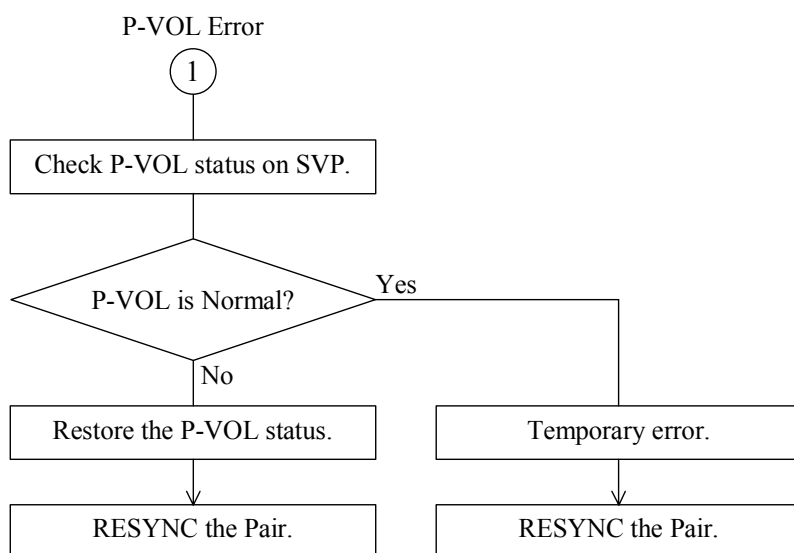 P-VOL Error
1
Check P-VOL status on SVP.
P-VOL is Normal?
Yes
No
Restore the P-VOL status.
Temporary error.
RESYNC the Pair.
RESYNC the Pair.